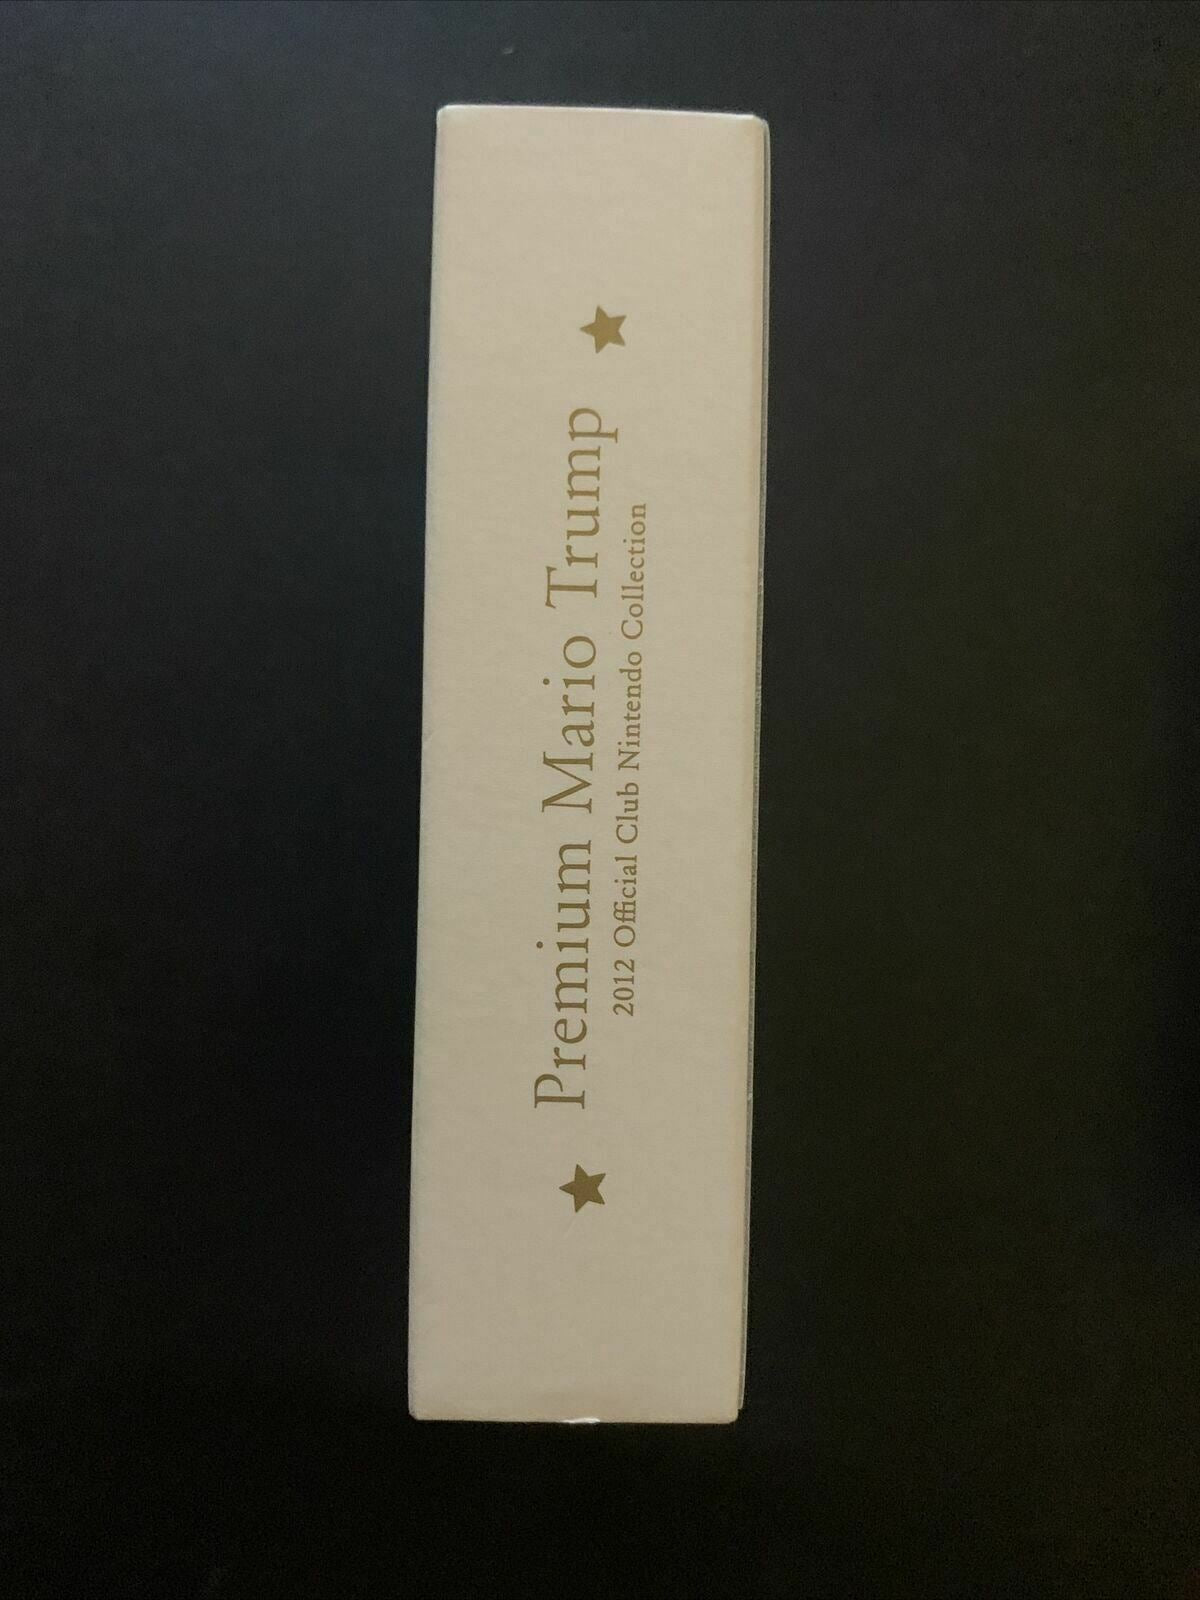 Premium Mario Trump
2012 Official Club Nintendo Collection